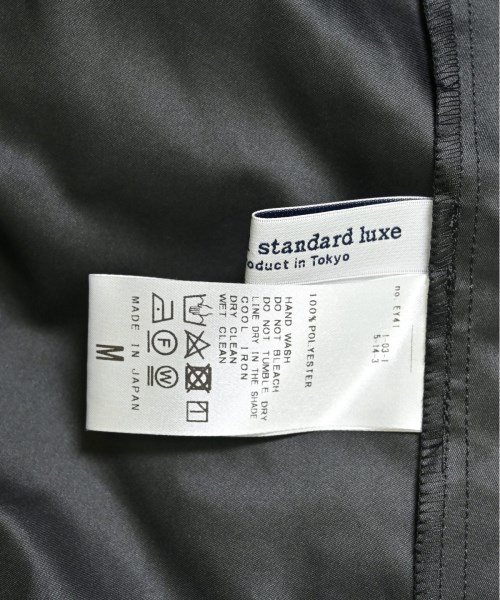 standard luxe
oduct in Tokyo
no. EY41
1-03-1
5-14-3
100% POLYESTER
HAND WASH
DO NOT BLEACH
DO NOT TUMBLE DRY
LINE DRY IN THE SHADE
COOL IRON
DRY CLEAN
WET CLEAN
F
W
MADE IN JAPAN
M